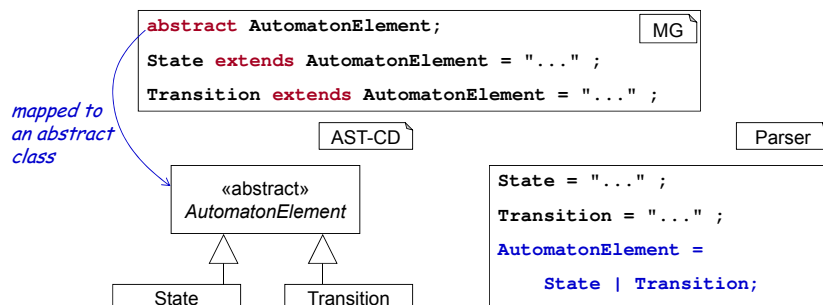 abstract AutomatonElement;
MG
State extends AutomatonElement = "..." ;
Transition extends AutomatonElement = "..." ;
mapped to
an abstract
class
AST-CD
Parser
«abstract»
AutomatonElement
State
Transition
State = "..." ;
Transition = "..." ;
AutomatonElement =
State | Transition;